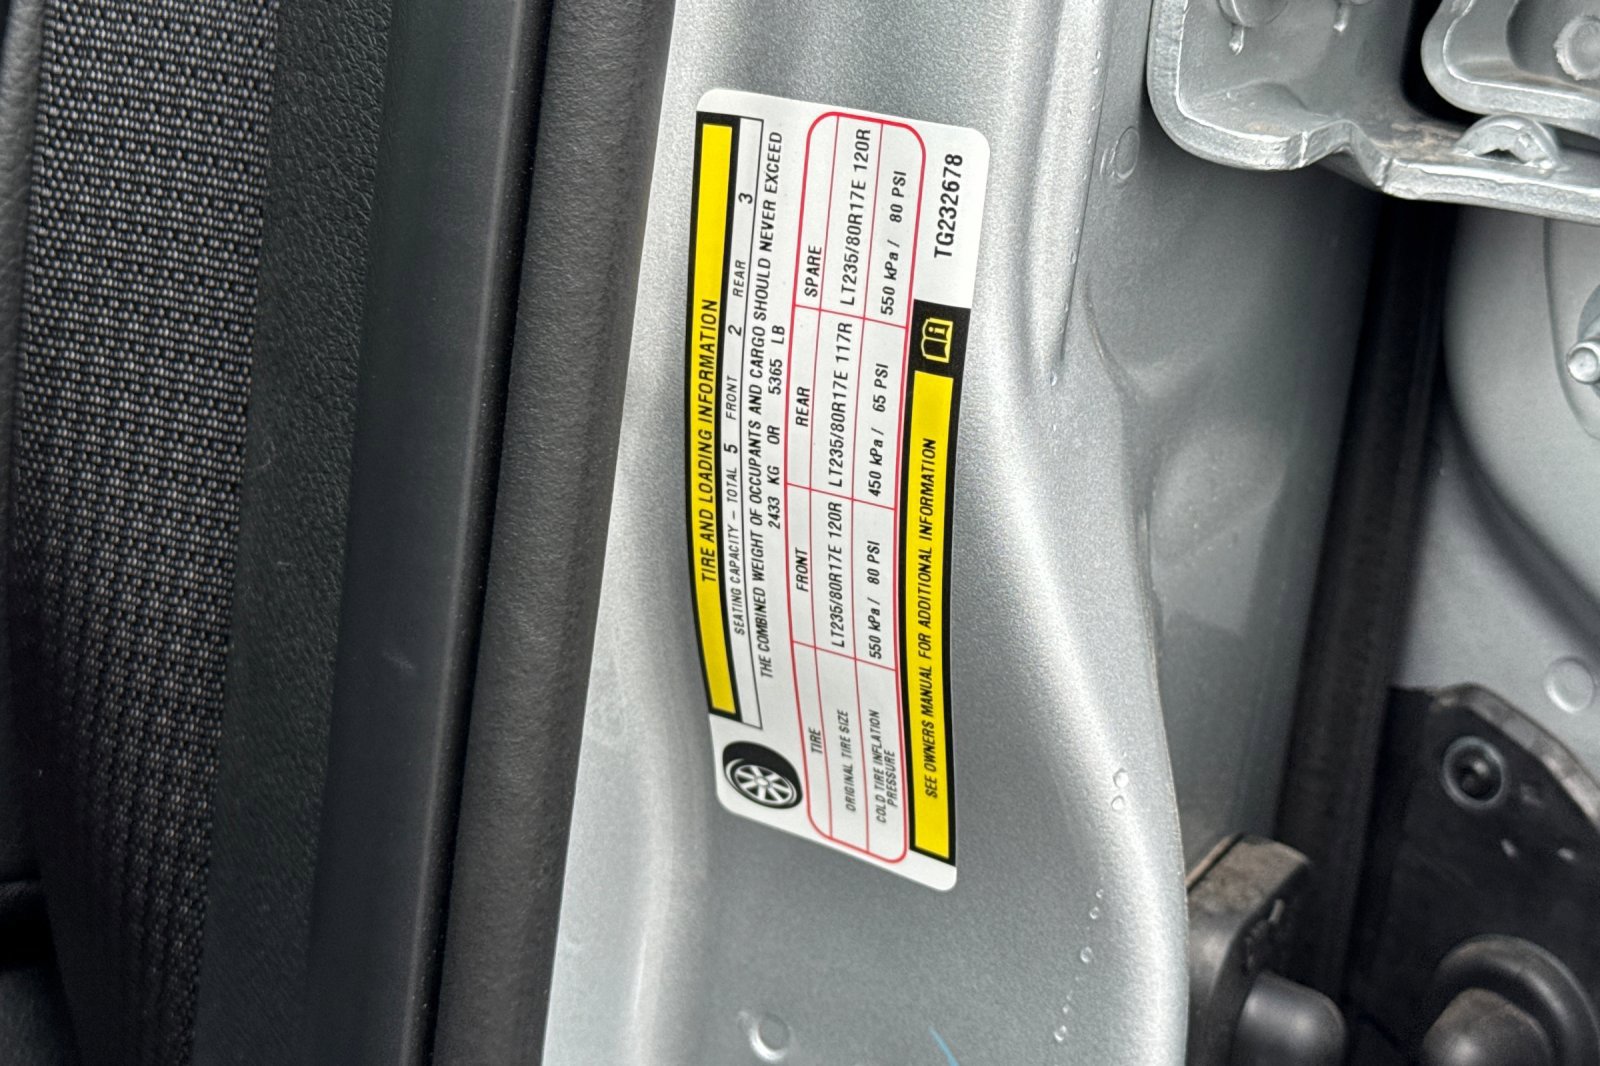 TIRE AND LOADING INFORMATION
SEATING CAPACITY – TOTAL 5 FRONT 2 REAR 3
THE COMBINED WEIGHT OF OCCUPANTS AND CARGO SHOULD NEVER EXCEED
2433 KG OR 5365 LB
TIRE FRONT REAR SPARE
ORIGINAL TIRE SIZE LT235/80R17E 120R LT235/80R17E 117R LT235/80R17E 120R
COLD TIRE INFLATION PRESSURE 550 kPa / 80 PSI 450 kPa / 65 PSI 550 kPa / 80 PSI
SEE OWNERS MANUAL FOR ADDITIONAL INFORMATION
TG232678